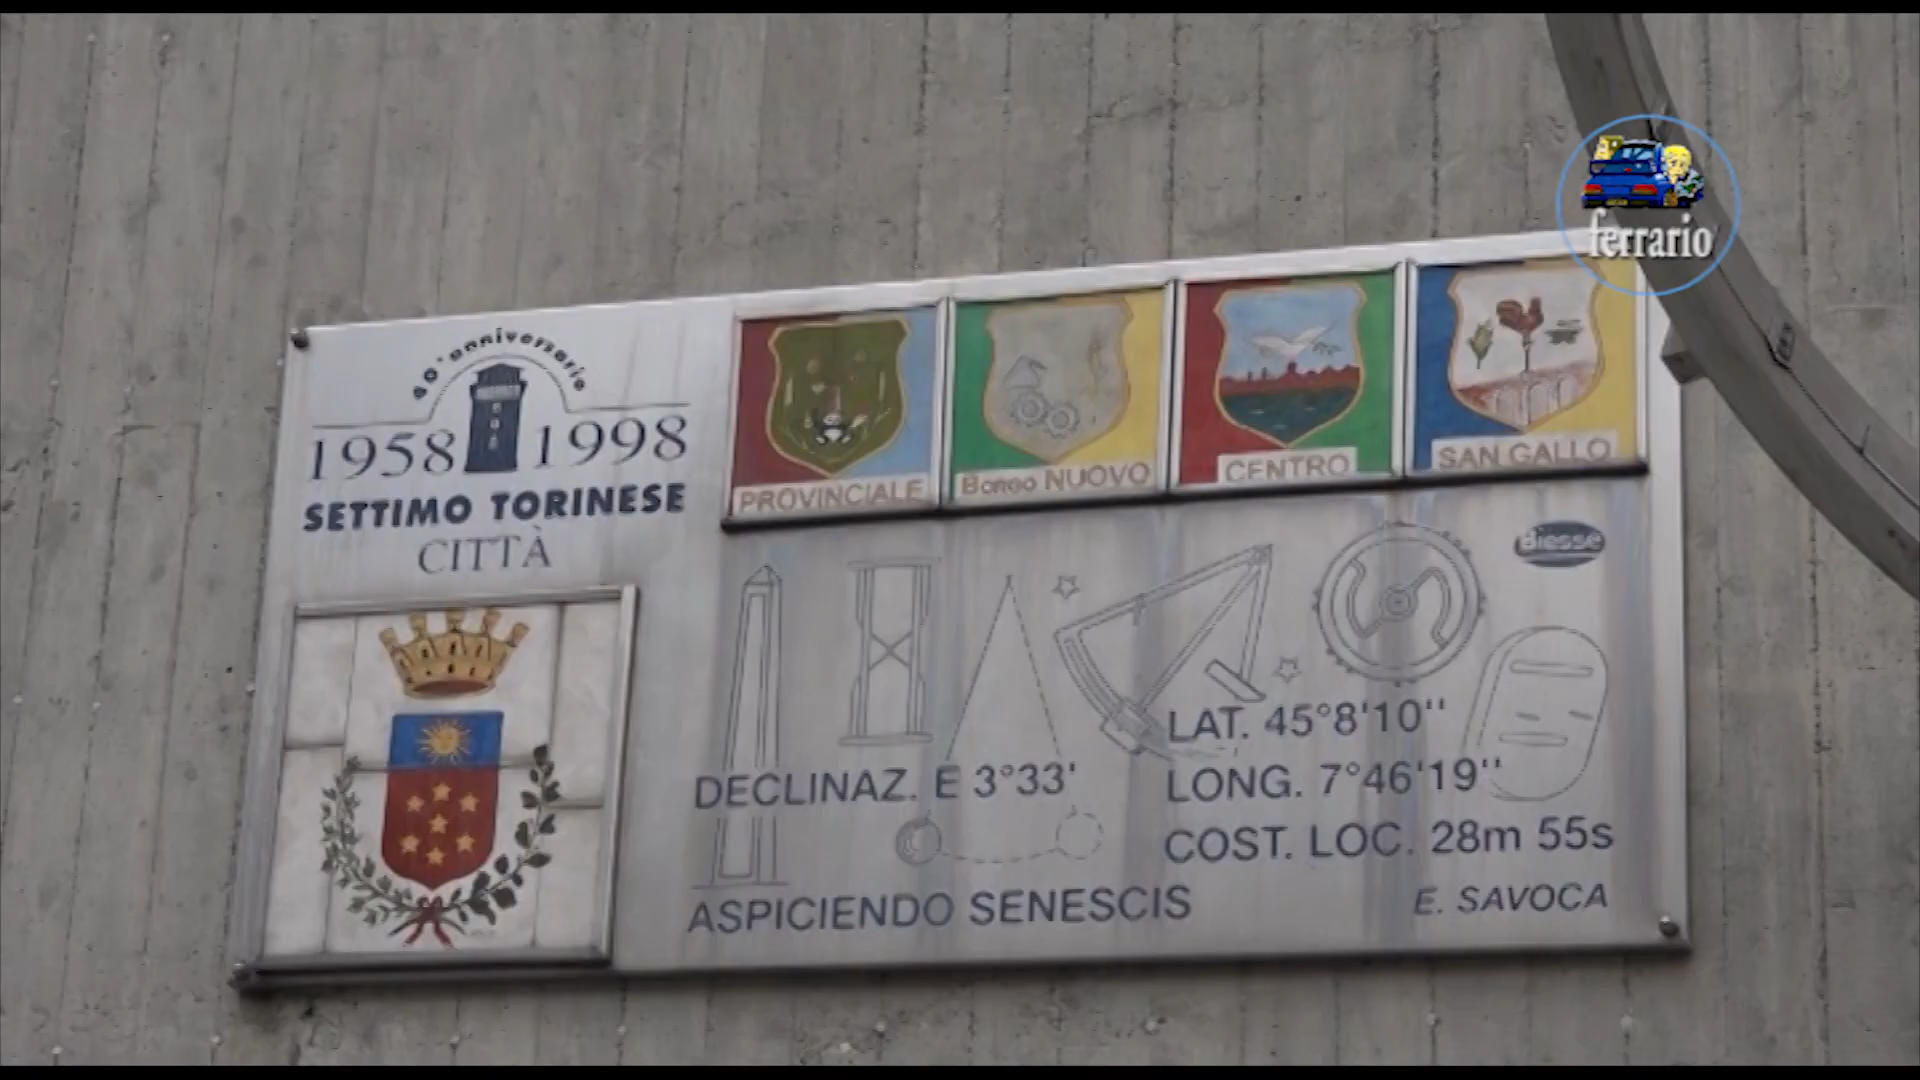 ferrario
40° anniversario
1958 1998
SETTIMO TORINESE
CITTÀ
PROVINCIALE
Borgo NUOVO
CENTRO
SAN GALLO
Biesse
DECLINAZ. E 3°33'
LAT. 45°8'10''
LONG. 7°46'19''
COST. LOC. 28m 55s
ASPICIENDO SENESCIS
E. SAVOCA